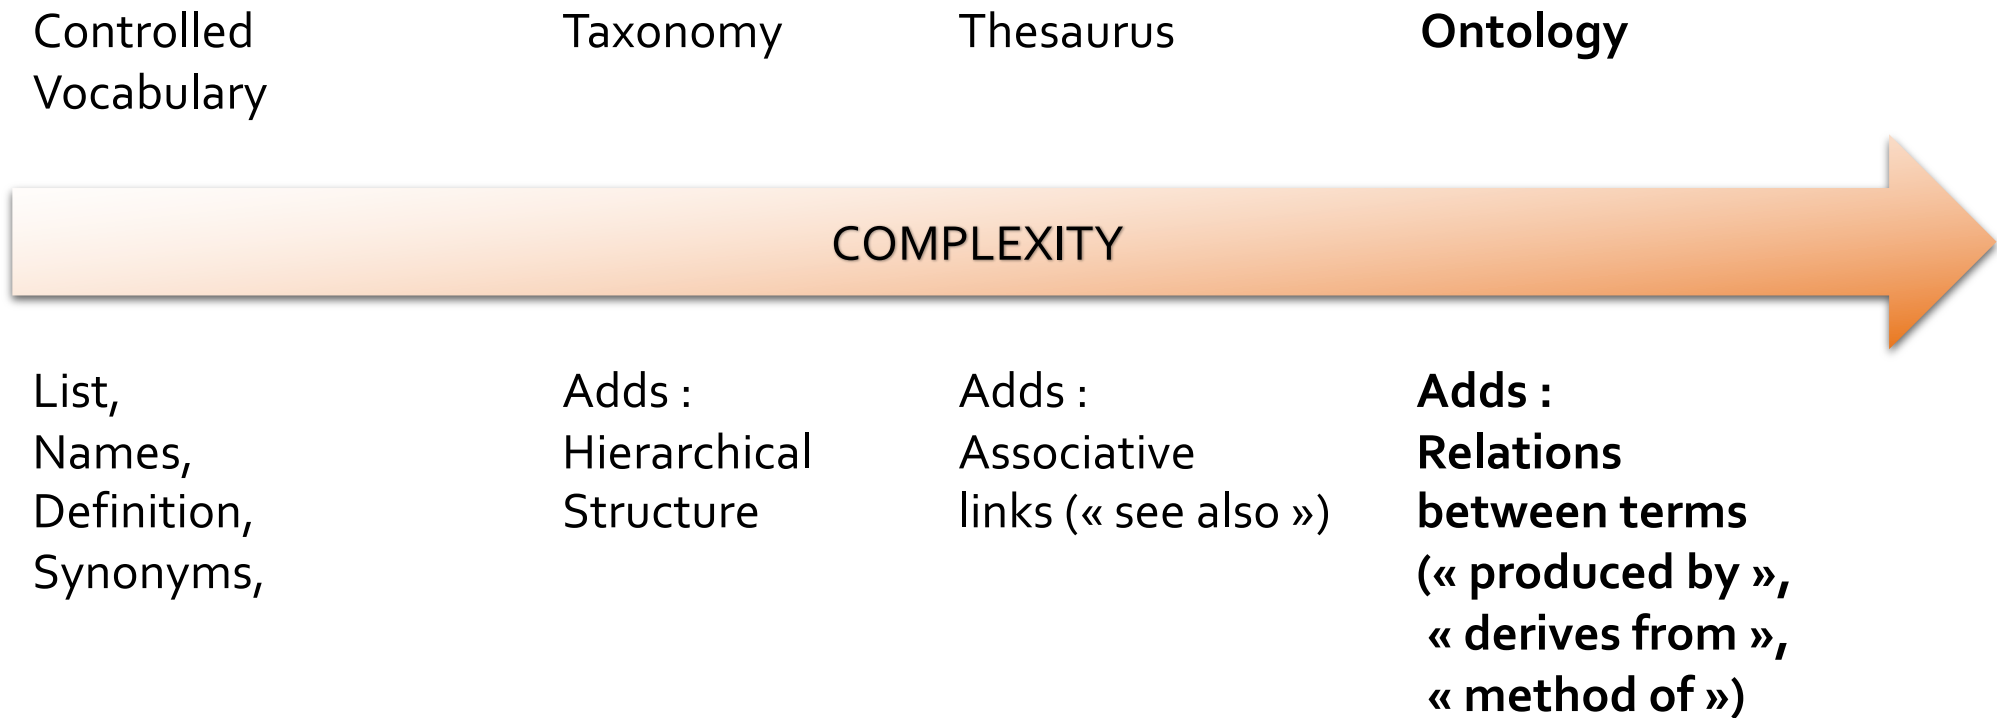 Controlled
Vocabulary
Taxonomy
Thesaurus
Ontology
COMPLEXITY
List,
Names,
Definition,
Synonyms,
Adds :
Hierarchical
Structure
Adds :
Associative
links (« see also »)
Adds :
Relations
between terms
(« produced by »,
« derives from »,
« method of »)